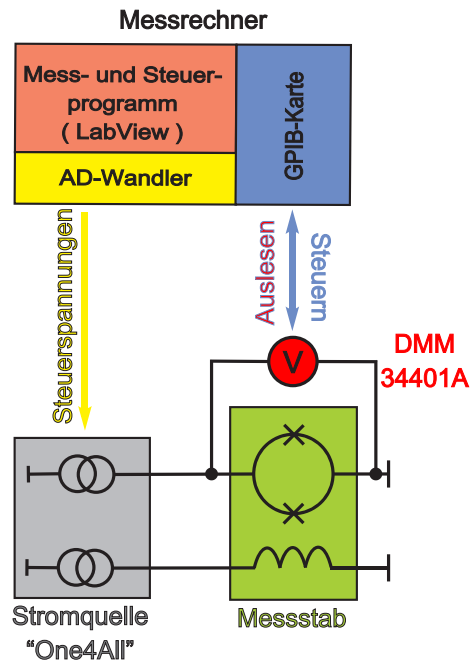 Messrechner
Mess- und Steuer-
programm
( LabView )
AD-Wandler
GPIB-Karte
Steuerspannungen
Auslesen
Steuern
V
DMM
34401A
Stromquelle
"One4All"
Messstab